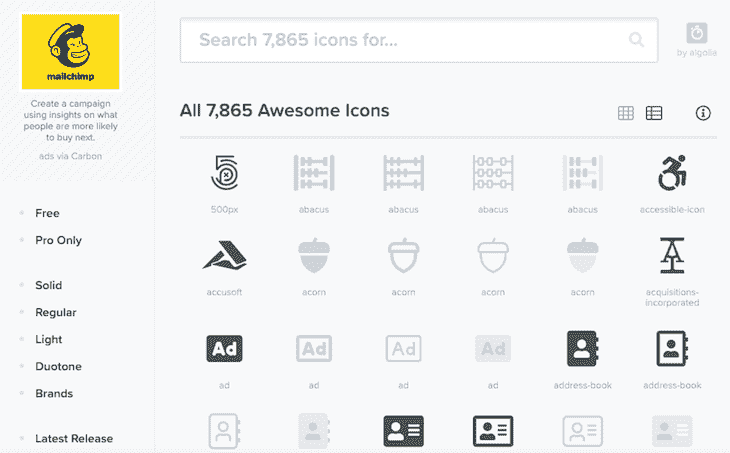 mailchimp
Create a campaign
using insights on what
people are more likely
to buy next.
ads via Carbon
Free
Pro Only
Solid
Regular
Light
Duotone
Brands
Latest Release
Search 7,865 icons for...
by algolia
All 7,865 Awesome Icons
500px
abacus
abacus
abacus
abacus
accessible-icon
accusoft
acorn
acorn
acorn
acorn
acquisitions-
incorporated
Ad
Ad
Ad
Ad
ad
ad
ad
ad
address-book
address-book